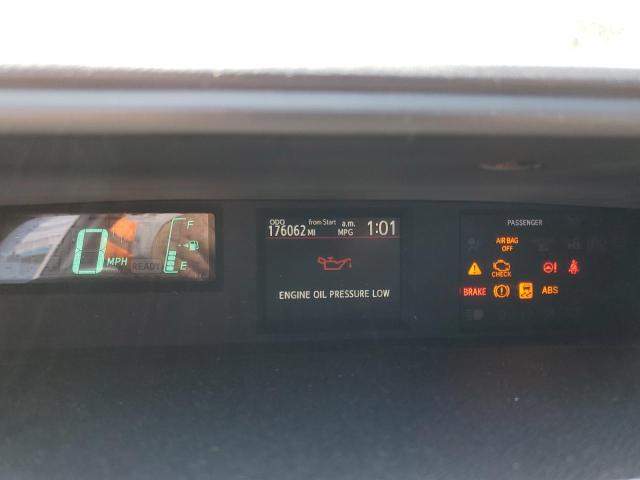 0 MPH
READY
F
E
ODO from Start a.m.
176062 MI MPG 1:01
ENGINE OIL PRESSURE LOW
PASSENGER
AIR BAG
OFF
CHECK
BRAKE
ABS